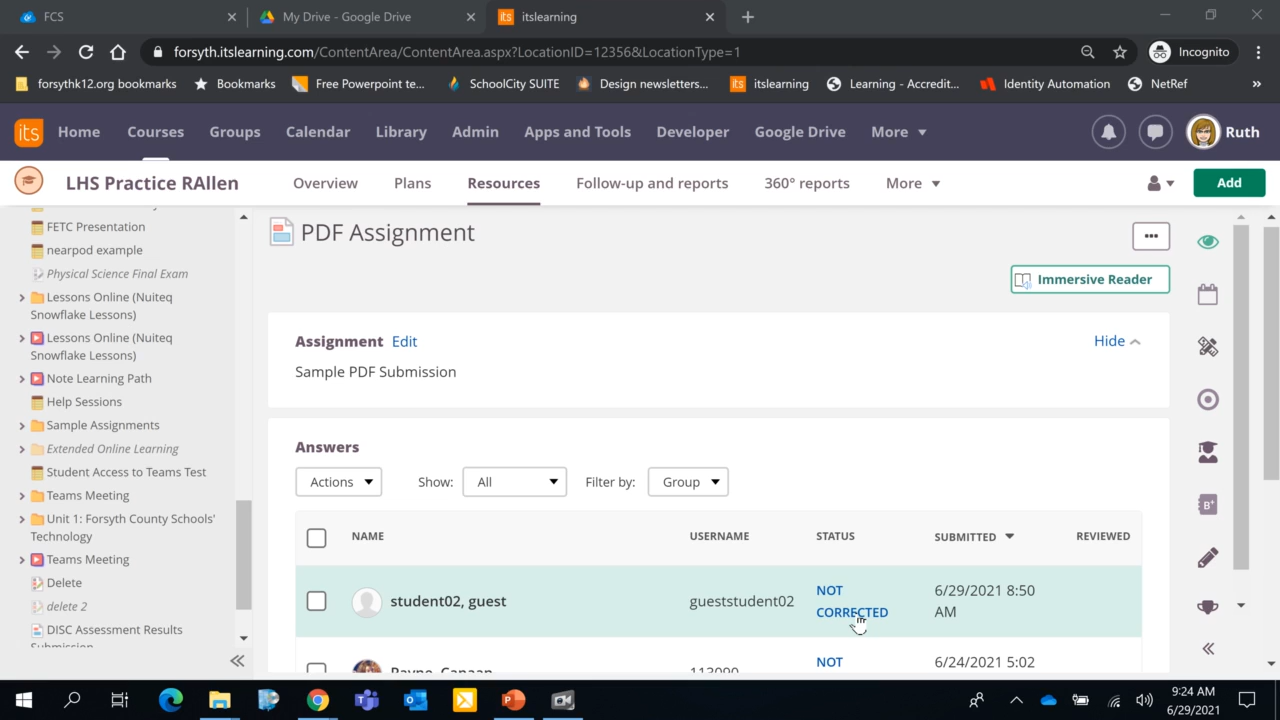 FCS
My Drive - Google Drive
its itslearning
forsyth.itslearning.com/ContentArea/ContentArea.aspx?LocationID=12356&LocationType=1
Incognito
forsythk12.org bookmarks
Bookmarks
Free Powerpoint te...
SchoolCity SUITE
Design newsletters...
its itslearning
Learning - Accredit...
Identity Automation
NetRef
»
its
Home
Courses
Groups
Calendar
Library
Admin
Apps and Tools
Developer
Google Drive
More
Ruth
LHS Practice RAllen
Overview
Plans
Resources
Follow-up and reports
360° reports
More
Add
FETC Presentation
nearpod example
Physical Science Final Exam
Lessons Online (Nuiteq
Snowflake Lessons)
Lessons Online (Nuiteq
Snowflake Lessons)
Note Learning Path
Help Sessions
Sample Assignments
Extended Online Learning
Student Access to Teams Test
Teams Meeting
Unit 1: Forsyth County Schools'
Technology
Teams Meeting
Delete
delete 2
DISC Assessment Results
Submission
PDF Assignment
Immersive Reader
Assignment Edit
Hide
Sample PDF Submission
Answers
Actions
Show: All
Filter by: Group
NAME
USERNAME
STATUS
SUBMITTED
REVIEWED
student02, guest
gueststudent02
NOT
CORRECTED
6/29/2021 8:50
AM
Payne, Canaan
113090
NOT
6/24/2021 5:02
B+
9:24 AM
6/29/2021